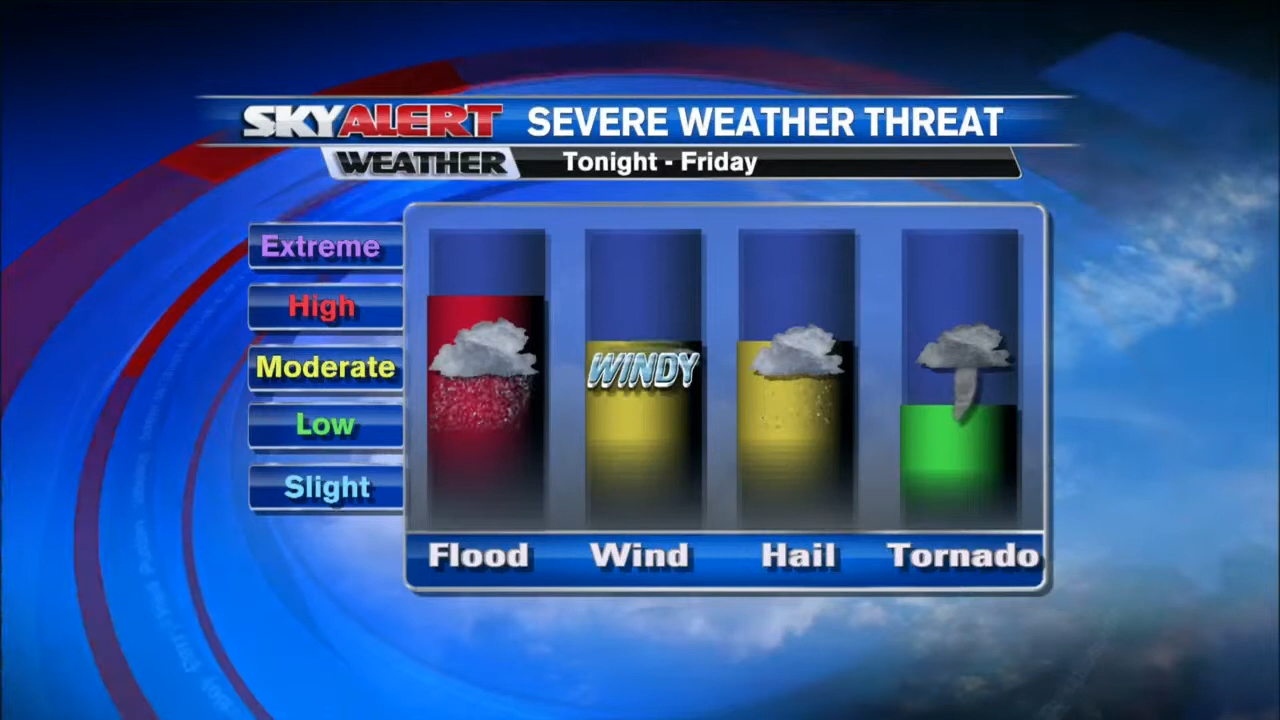 SKYALERT SEVERE WEATHER THREAT
WEATHER Tonight - Friday
Extreme
High
Moderate
Low
Slight
WINDY
Flood Wind Hail Tornado